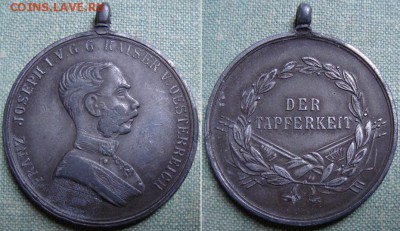 COINS.LAVE.RU
FRANZ JOSEPH I.V.G.G. KAISER V. OESTERREICH
DER
TAPFERKEIT